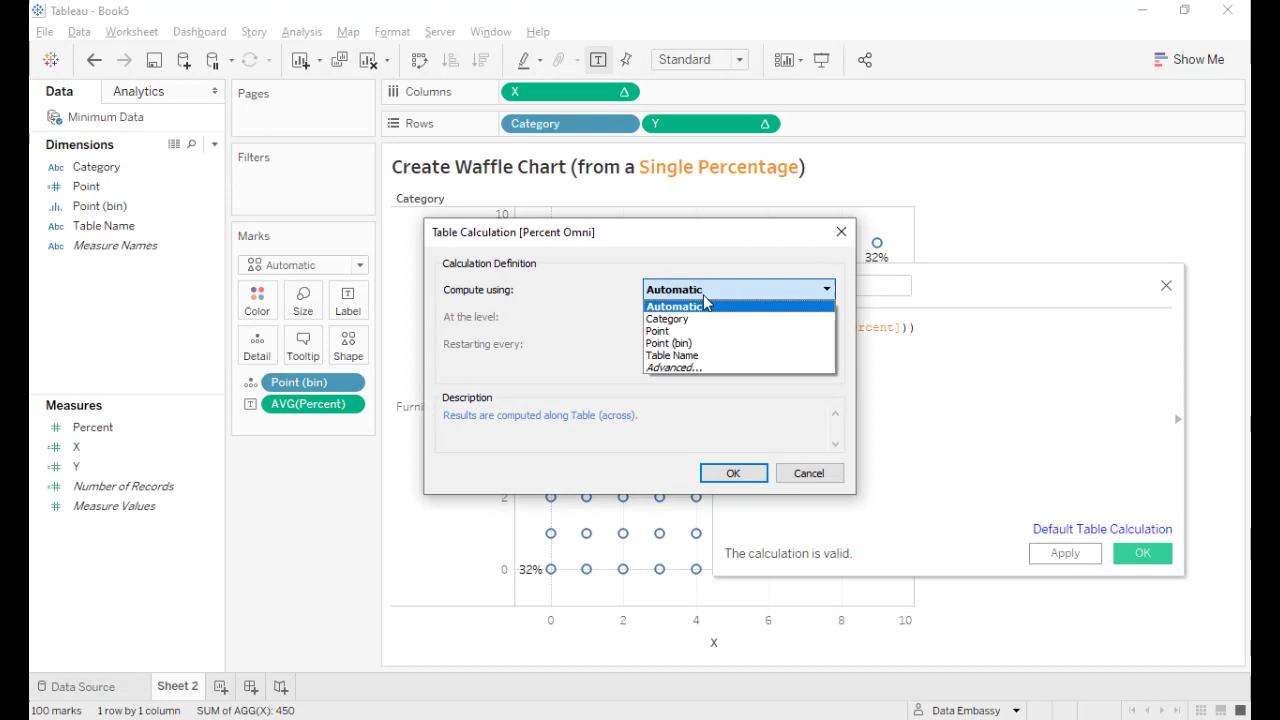 Tableau - Book5
File Data Worksheet Dashboard Story Analysis Map Format Server Window Help
Standard
Show Me
Data Analytics
Minimum Data
Dimensions
Abc Category
Point
Point (bin)
Abc Table Name
Abc Measure Names
Measures
Percent
X
Y
Number of Records
Measure Values
Pages
Filters
Marks
Automatic
Color Size Label
Detail Tooltip Shape
Point (bin)
AVG(Percent)
Columns X
Rows Category Y
Create Waffle Chart (from a Single Percentage)
Category
10
32%
Table Calculation [Percent Omni]
Calculation Definition
Compute using: Automatic
Automatic
Category
Point
Point (bin)
Table Name
Advanced...
At the level:
Restarting every:
Description
Results are computed along Table (across).
OK Cancel
]))
Furni
2
0 32%
0 2 4 6 8 10
X
Default Table Calculation
The calculation is valid. Apply OK
Data Source Sheet 2
100 marks 1 row by 1 column SUM of AGG(X): 450 Data Embassy